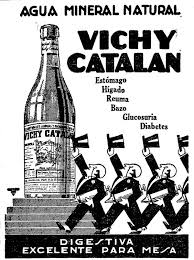 AGUA MINERAL NATURAL
VICHY
CATALAN
Estómago
Hígado
Reuma
Bazo
Glucosuria
Diabetes
VICHY CATALAN
DIGESTIVA
EXCELENTE PARA MESA